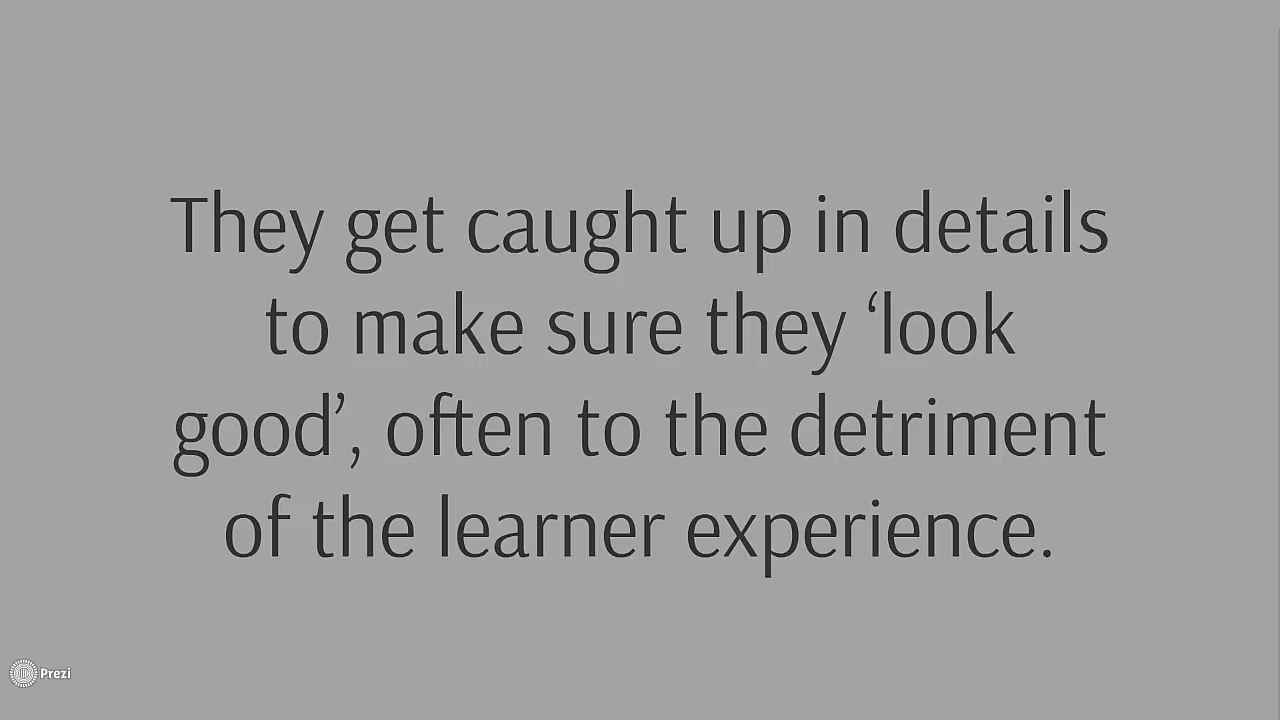 They get caught up in details
to make sure they ‘look
good’, often to the detriment
of the learner experience.
Prezi